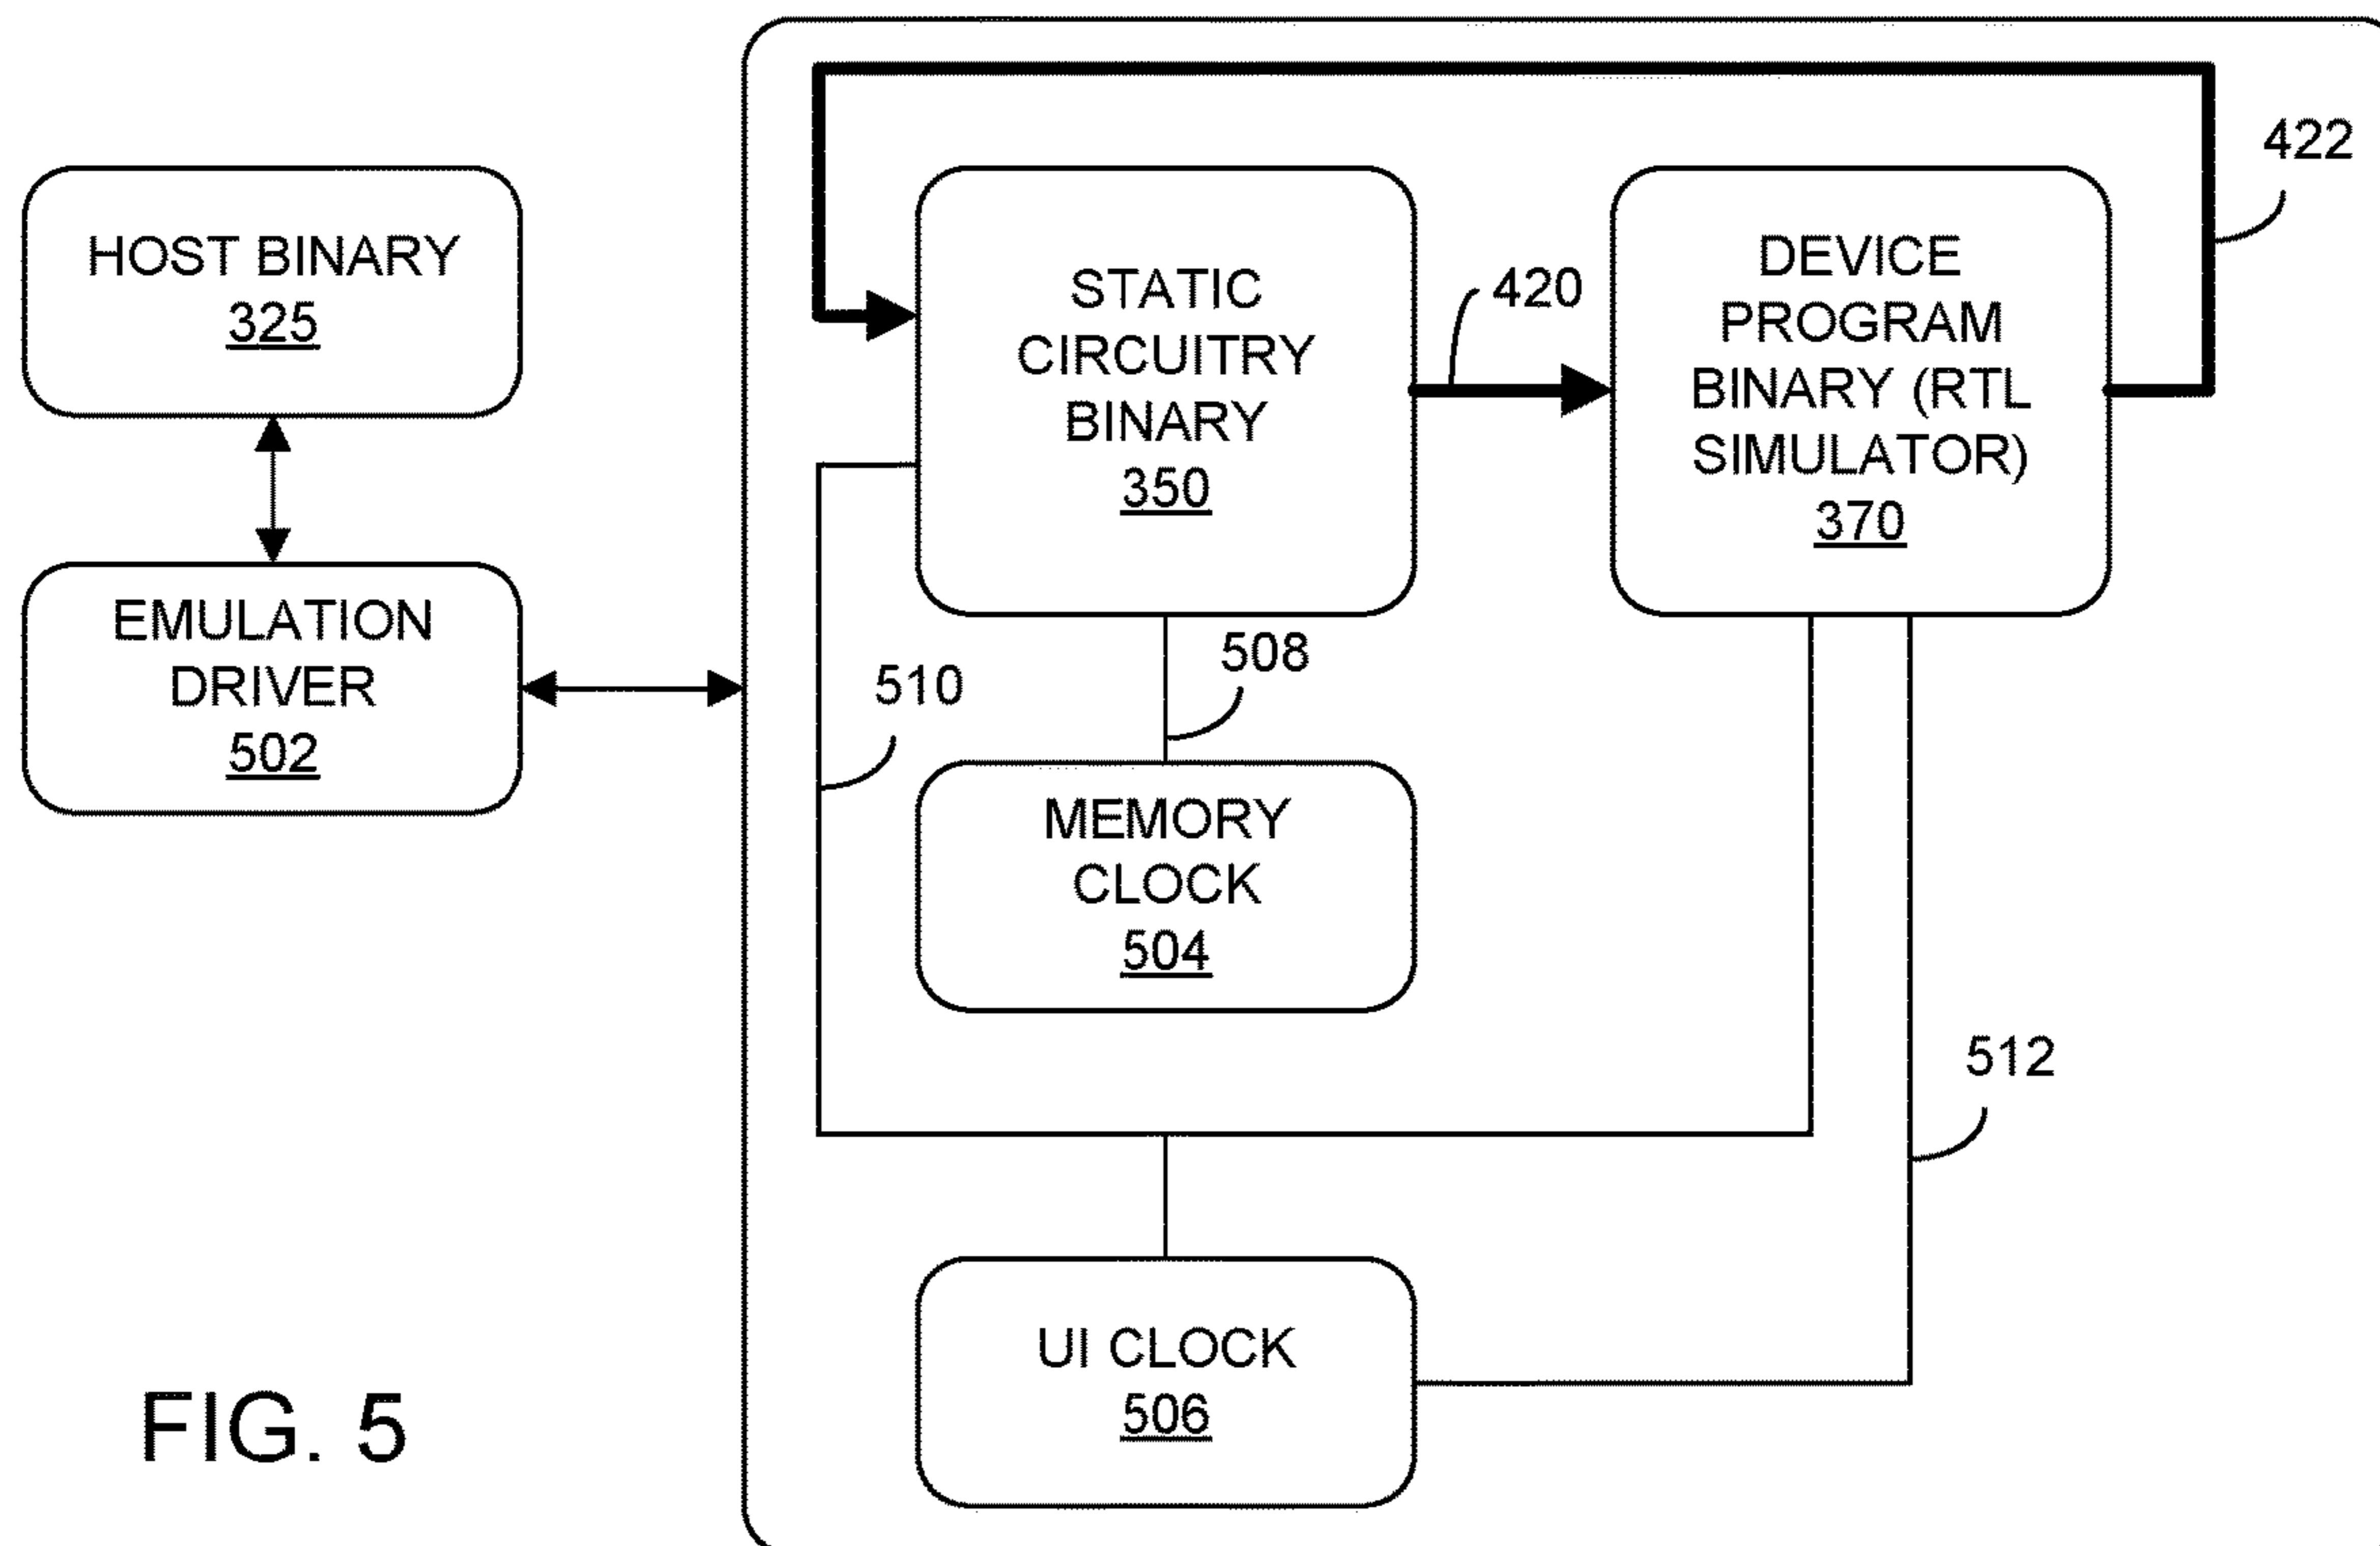 HOST BINARY
325
EMULATION
DRIVER
502
STATIC
CIRCUITRY
BINARY
350
420
DEVICE
PROGRAM
BINARY (RTL
SIMULATOR)
370
422
510
508
MEMORY
CLOCK
504
512
UI CLOCK
506
FIG. 5